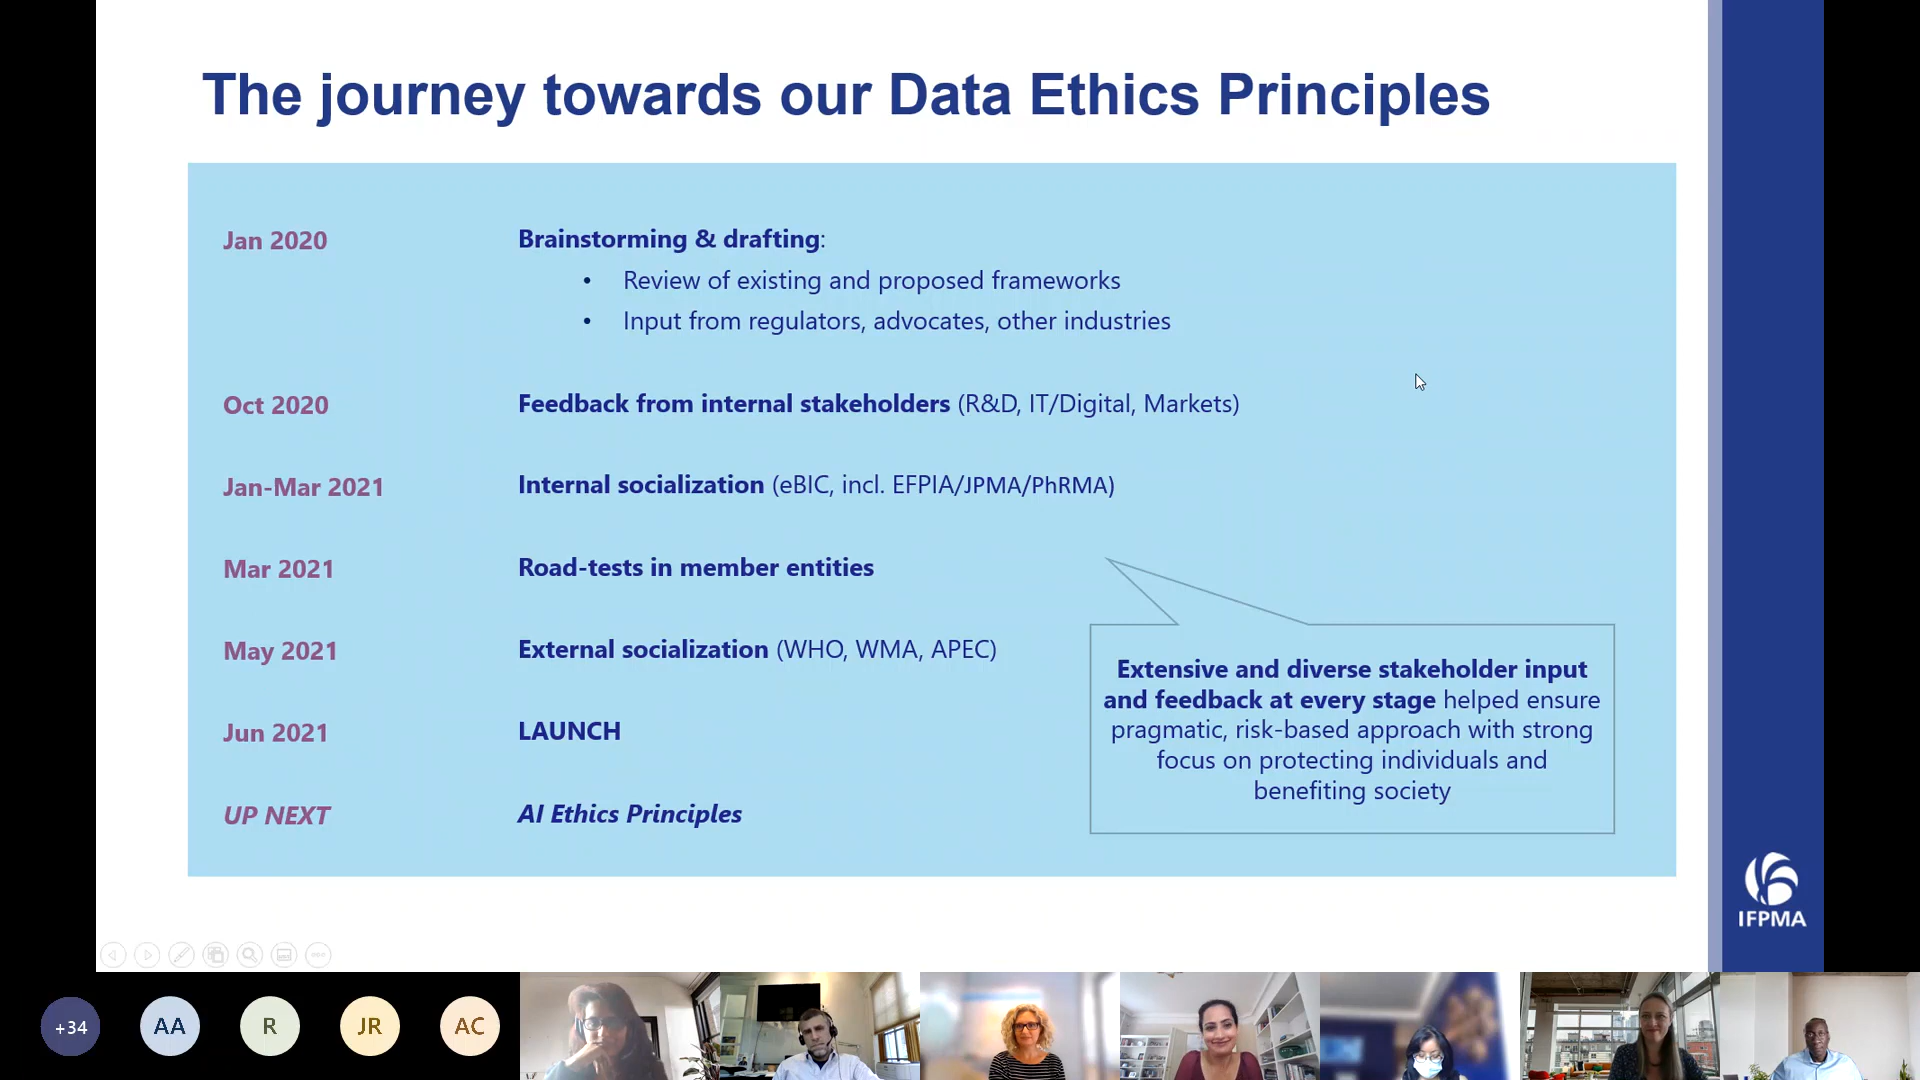 The journey towards our Data Ethics Principles
Jan 2020
Brainstorming & drafting:
• Review of existing and proposed frameworks
• Input from regulators, advocates, other industries
Oct 2020
Feedback from internal stakeholders (R&D, IT/Digital, Markets)
Jan-Mar 2021
Internal socialization (eBIC, incl. EFPIA/JPMA/PhRMA)
Mar 2021
Road-tests in member entities
May 2021
External socialization (WHO, WMA, APEC)
Jun 2021
LAUNCH
UP NEXT
AI Ethics Principles
Extensive and diverse stakeholder input
and feedback at every stage helped ensure
pragmatic, risk-based approach with strong
focus on protecting individuals and
benefiting society
IFPMA
+34
AA
R
JR
AC